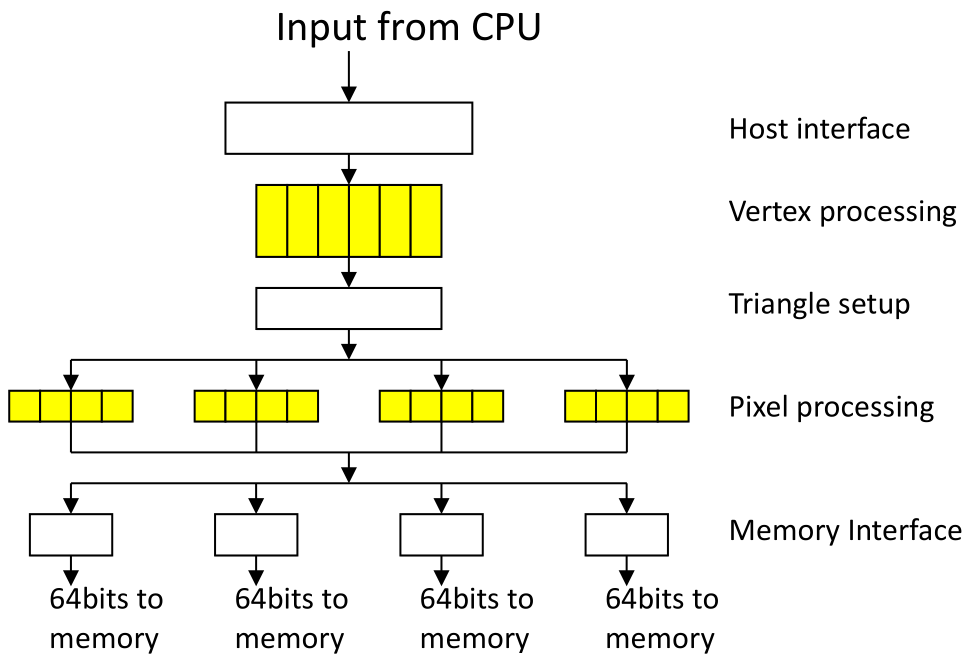 Input from CPU
Host interface
Vertex processing
Triangle setup
Pixel processing
Memory Interface
64bits to
memory
64bits to
memory
64bits to
memory
64bits to
memory